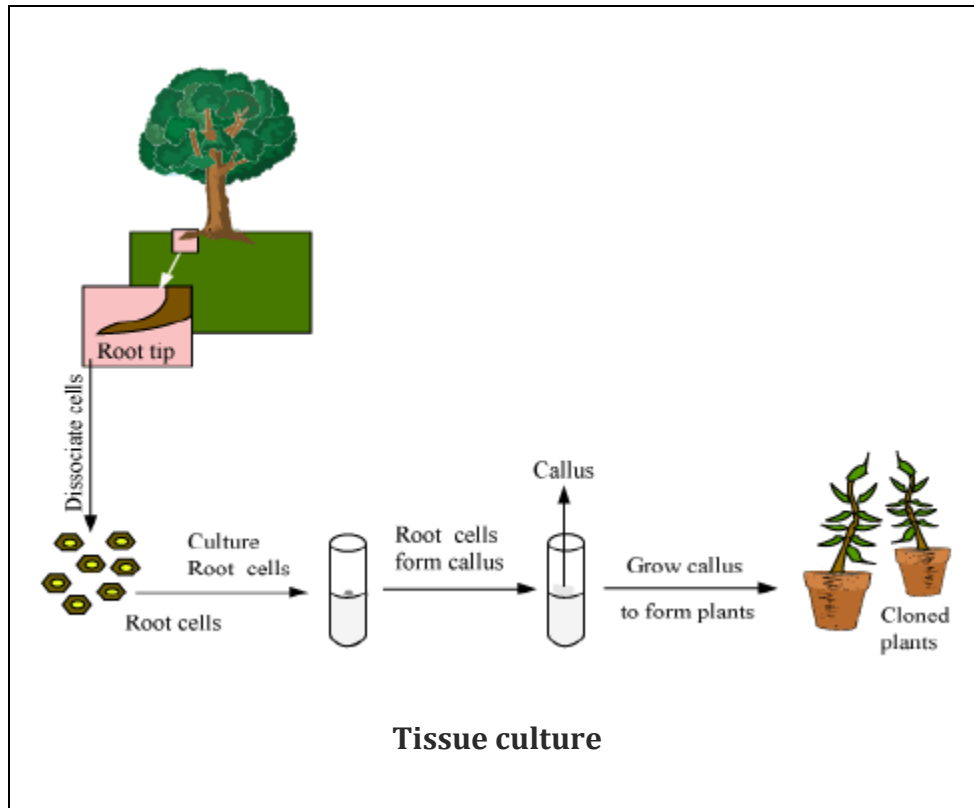 Root tip
Dissociate cells
Culture
Root cells
Root cells
Root cells
form callus
Callus
Grow callus
to form plants
Cloned
plants
Tissue culture